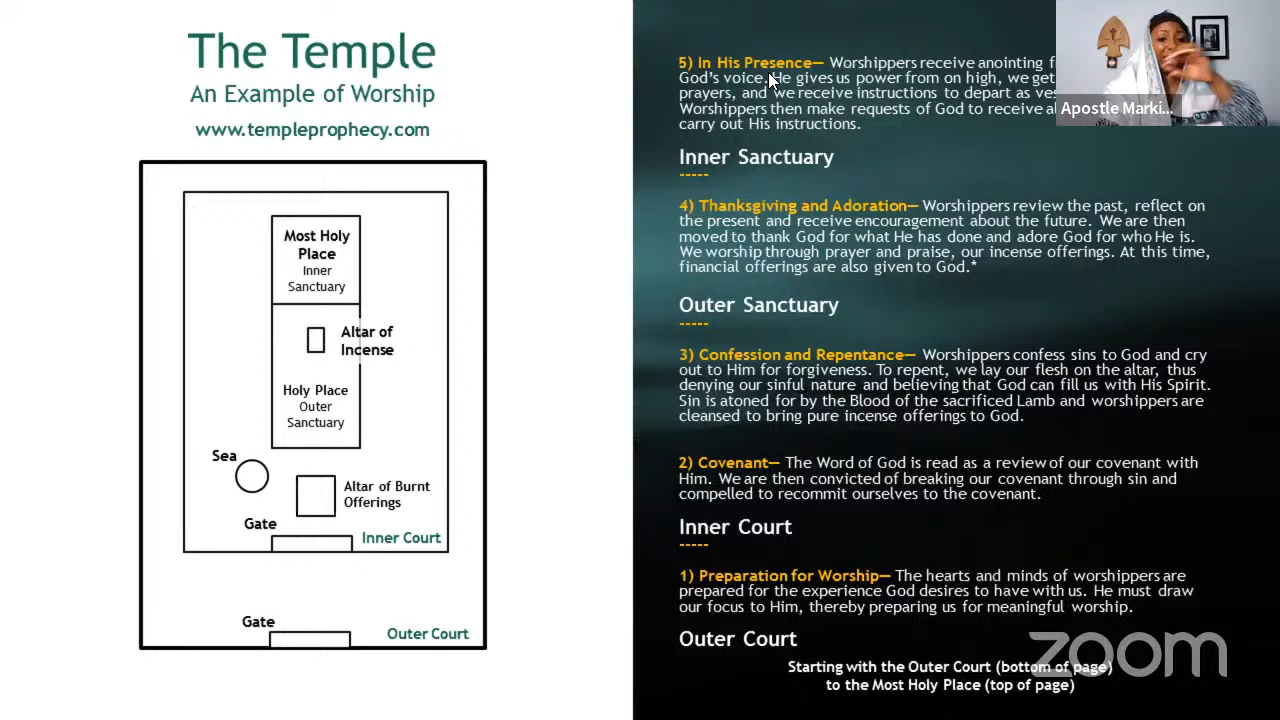 The Temple
An Example of Worship
www.templeprophecy.com
Most Holy
Place
Inner
Sanctuary
Altar of
Incense
Holy Place
Outer
Sanctuary
Sea
Altar of Burnt
Offerings
Gate
Inner Court
Gate
Outer Court
5) In His Presence— Worshippers receive anointing
God's voice. He gives us power from on high, we get
prayers, and we receive instructions to depart as
Worshippers then make requests of God to receive
carry out His instructions.
Inner Sanctuary
-----
4) Thanksgiving and Adoration— Worshippers review the past, reflect on
the present and receive encouragement about the future. We are then
moved to thank God for what He has done and adore God for who He is.
We worship through prayer and praise, our incense offerings. At this time,
financial offerings are also given to God.*
Outer Sanctuary
-----
3) Confession and Repentance— Worshippers confess sins to God and cry
out to Him for forgiveness. To repent, we lay our flesh on the altar, thus
denying our sinful nature and believing that God can fill us with His Spirit.
Sin is atoned for by the Blood of the sacrificed Lamb and worshippers are
cleansed to bring pure incense offerings to God.
2) Covenant— The Word of God is read as a review of our covenant with
Him. We are then convicted of breaking our covenant through sin and
compelled to recommit ourselves to the covenant.
Inner Court
-----
1) Preparation for Worship— The hearts and minds of worshippers are
prepared for the experience God desires to have with us. He must draw
our focus to Him, thereby preparing us for meaningful worship.
Outer Court
Starting with the Outer Court (bottom of page)
to the Most Holy Place (top of page)
Apostle Marki...
zoom